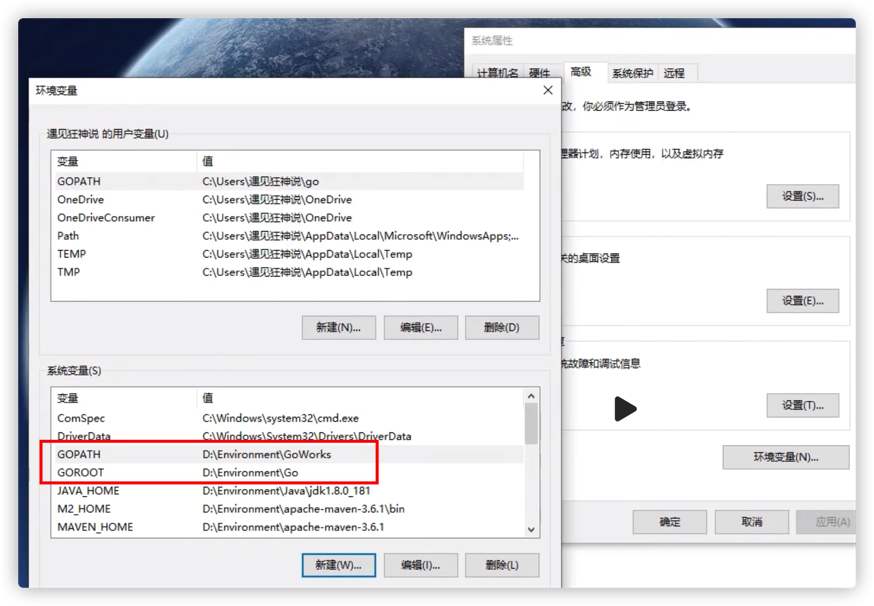 系统属性
计算机名 硬件 高级 系统保护 远程
改，你必须作为管理员登录。
理器计划，内存使用，以及虚拟内存
设置(S)...
关的桌面设置
设置(E)...
统故障和调试信息
设置(T)...
环境变量(N)...
确定 取消 应用(A)
环境变量
遇见狂神说 的用户变量(U)
变量 值
GOPATH C:\Users\遇见狂神说\go
OneDrive C:\Users\遇见狂神说\OneDrive
OneDriveConsumer C:\Users\遇见狂神说\OneDrive
Path C:\Users\遇见狂神说\AppData\Local\Microsoft\WindowsApps;...
TEMP C:\Users\遇见狂神说\AppData\Local\Temp
TMP C:\Users\遇见狂神说\AppData\Local\Temp
新建(N)... 编辑(E)... 删除(D)
系统变量(S)
变量 值
ComSpec C:\Windows\system32\cmd.exe
DriverData C:\Windows\System32\Drivers\DriverData
GOPATH D:\Environment\GoWorks
GOROOT D:\Environment\Go
JAVA_HOME D:\Environment\Java\jdk1.8.0_181
M2_HOME D:\Environment\apache-maven-3.6.1\bin
MAVEN_HOME D:\Environment\apache-maven-3.6.1
新建(W)... 编辑(I)... 删除(L)